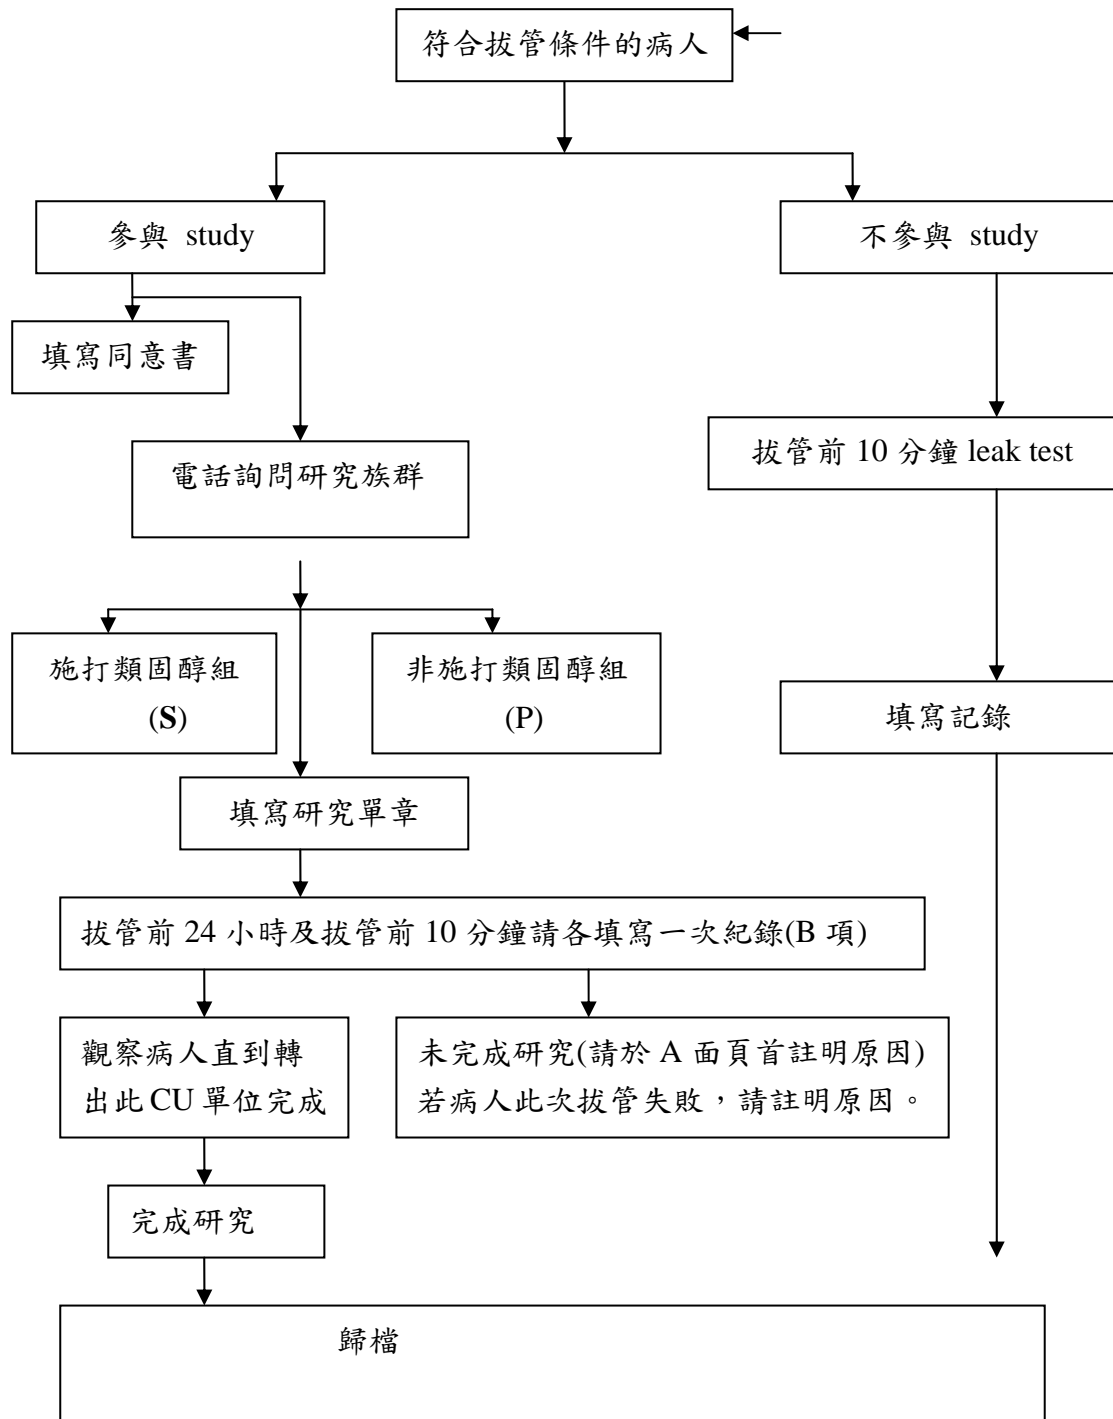 符合拔管條件的病人
參與 study
不參與 study
填寫同意書
拔管前 10 分鐘 leak test
電話詢問研究族群
施打類固醇組
(S)
非施打類固醇組
(P)
填寫記錄
填寫研究單章
拔管前 24 小時及拔管前 10 分鐘請各填寫一次紀錄(B 項)
觀察病人直到轉
出此 CU 單位完成
未完成研究(請於 A 面頁首註明原因)
若病人此次拔管失敗，請註明原因。
完成研究
歸檔